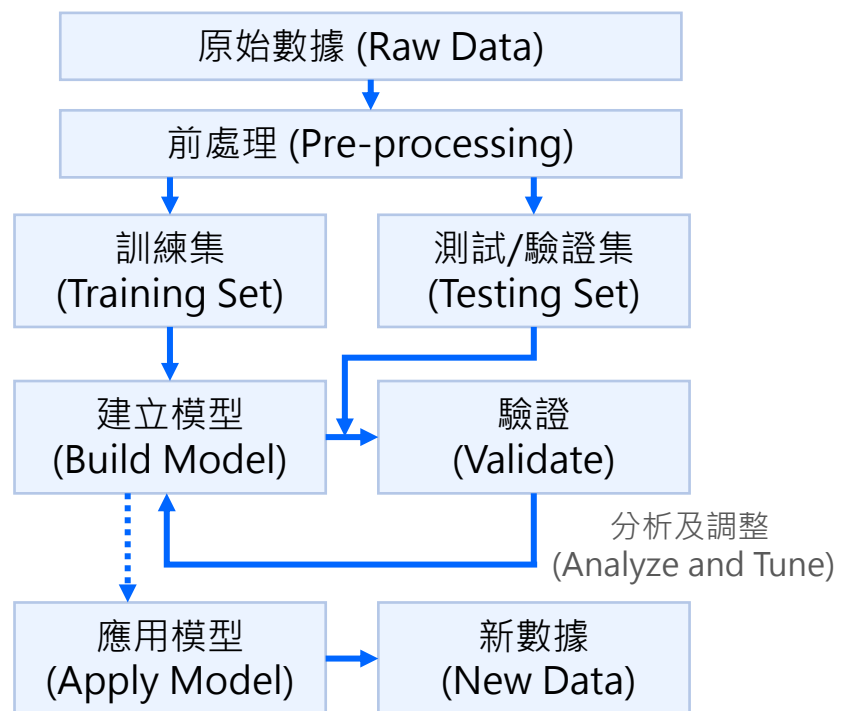 原始數據 (Raw Data)
前處理 (Pre-processing)
訓練集
(Training Set)
測試/驗證集
(Testing Set)
建立模型
(Build Model)
驗證
(Validate)
分析及調整
(Analyze and Tune)
應用模型
(Apply Model)
新數據
(New Data)